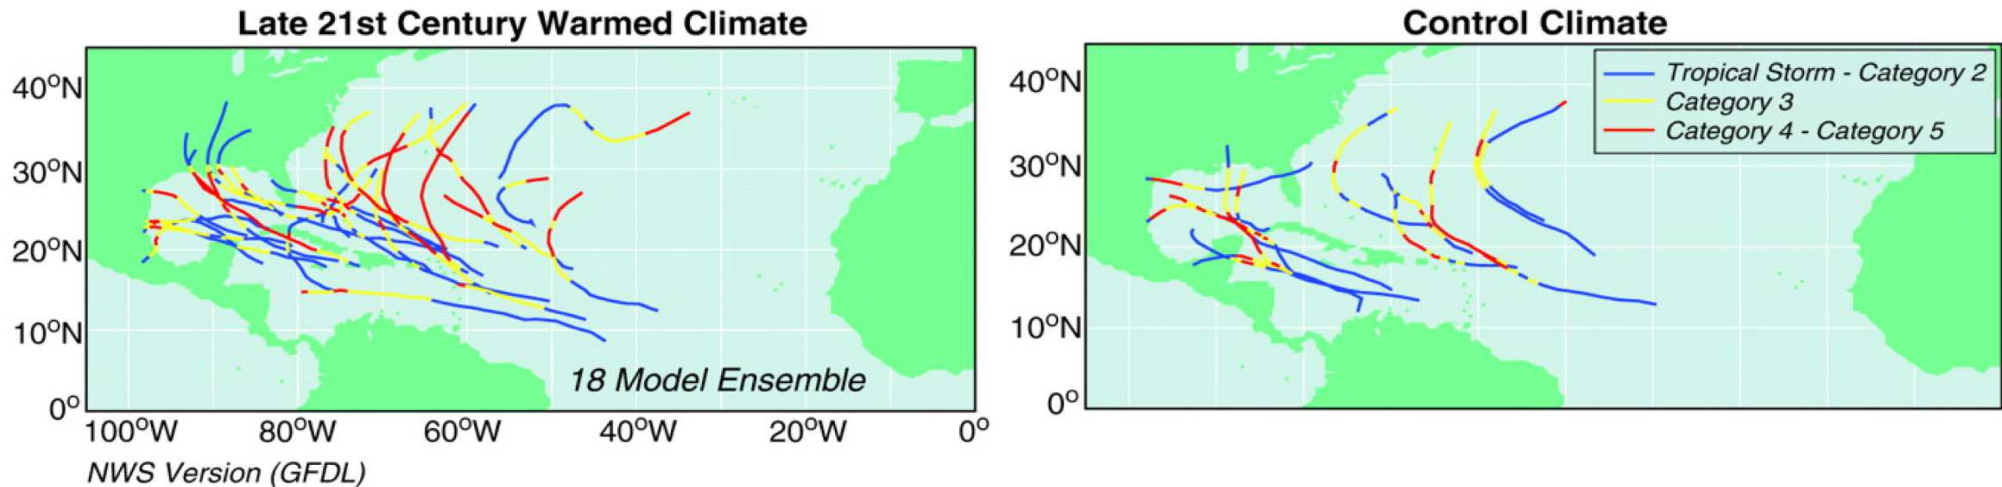 Late 21st Century Warmed Climate
40°N
30°N
20°N
10°N
0°
100°W 80°W 60°W 40°W 20°W 0°
18 Model Ensemble
NWS Version (GFDL)
Control Climate
40°N
30°N
20°N
10°N
0°
Tropical Storm - Category 2
Category 3
Category 4 - Category 5